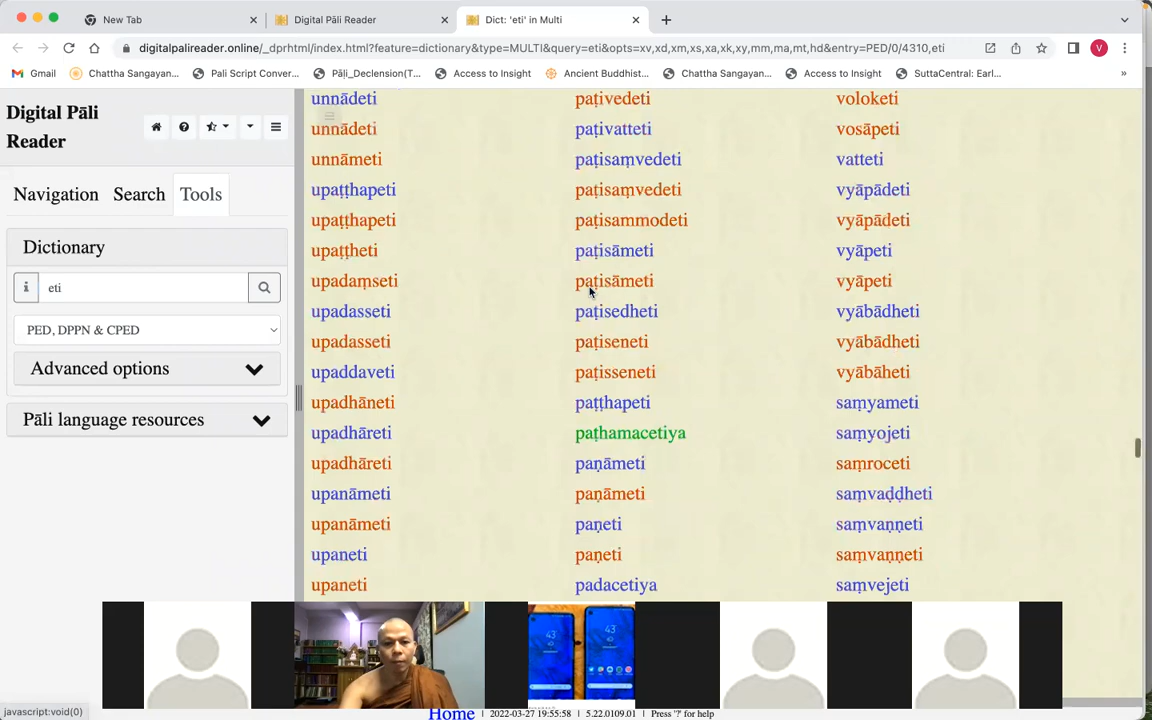 New Tab
Digital Pāli Reader
Dict: 'eti' in Multi
digitalpalireader.online/_dprhtml/index.html?feature=dictionary&type=MULTI&query=eti&opts=xv,xd,xm,xs,xa,xk,xy,mm,ma,mt,hd&entry=PED/0/4310,eti
V
Gmail
Chattha Sangayan...
Pali Script Conver...
Pāḷi_Declension(T...
Access to Insight
Ancient Buddhist...
Chattha Sangayan...
Access to Insight
SuttaCentral: Earl...
»
Digital Pāli
Reader
Navigation
Search
Tools
Dictionary
eti
PED, DPPN & CPED
Advanced options
Pāli language resources
unnādeti
unnādeti
unnāmeti
upaṭṭhapeti
upaṭṭhapeti
upaṭṭheti
upadaṃseti
upadasseti
upadasseti
upaddaveti
upadhāneti
upadhāreti
upadhāreti
upanāmeti
upanāmeti
upaneti
upaneti
paṭivedeti
paṭivatteti
paṭisaṃvedeti
paṭisaṃvedeti
paṭisammodeti
paṭisāmeti
paṭisāmeti
paṭisedheti
paṭiseneti
paṭisseneti
paṭṭhapeti
paṭhamacetiya
paṇāmeti
paṇāmeti
paṇeti
paṇeti
padacetiya
voloketi
vosāpeti
vatteti
vyāpādeti
vyāpādeti
vyāpeti
vyāpeti
vyābādheti
vyābādheti
vyābāheti
saṃyameti
saṃyojeti
saṃroceti
saṃvaḍḍheti
saṃvaṇṇeti
saṃvaṇṇeti
saṃvejeti
43
43
javascript:void(0)
Home | 2022-03-27 19:55:58 | 5.22.0109.01 | Press '?' for help